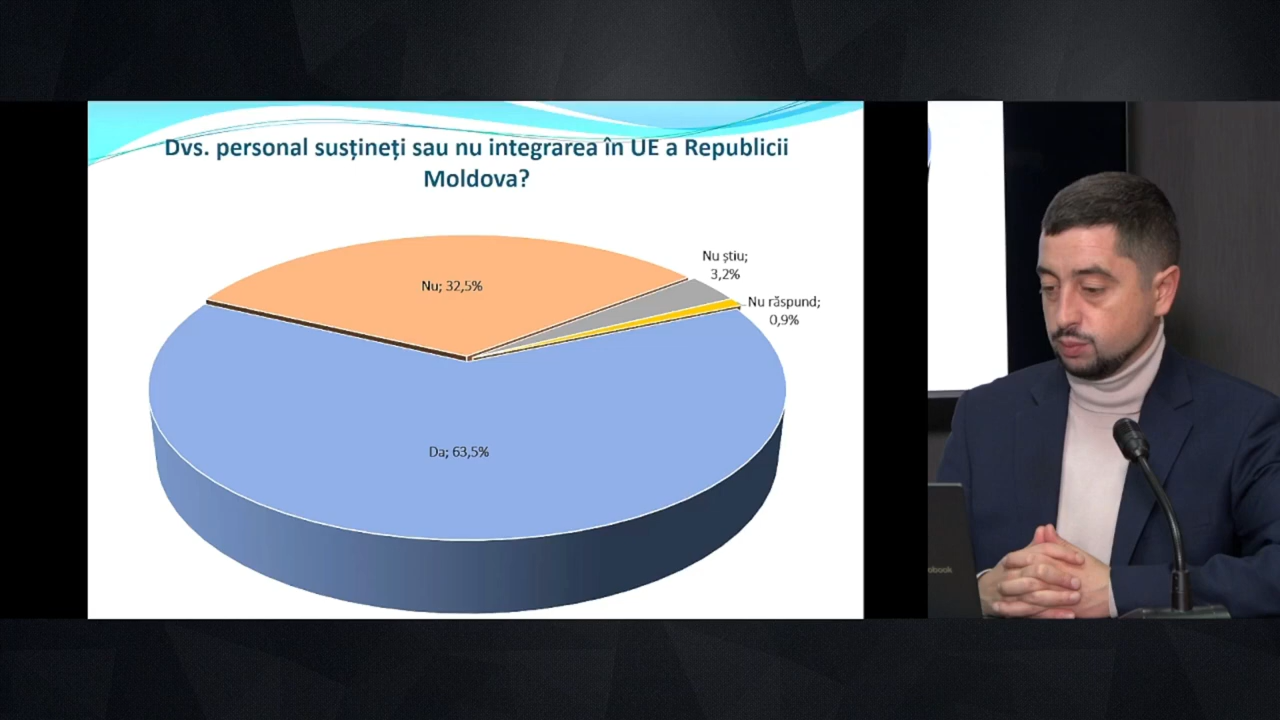 Dvs. personal susțineți sau nu integrarea în UE a Republicii
Moldova?
Nu știu;
3,2%
Nu; 32,5%
Nu răspund;
0,9%
Da; 63,5%